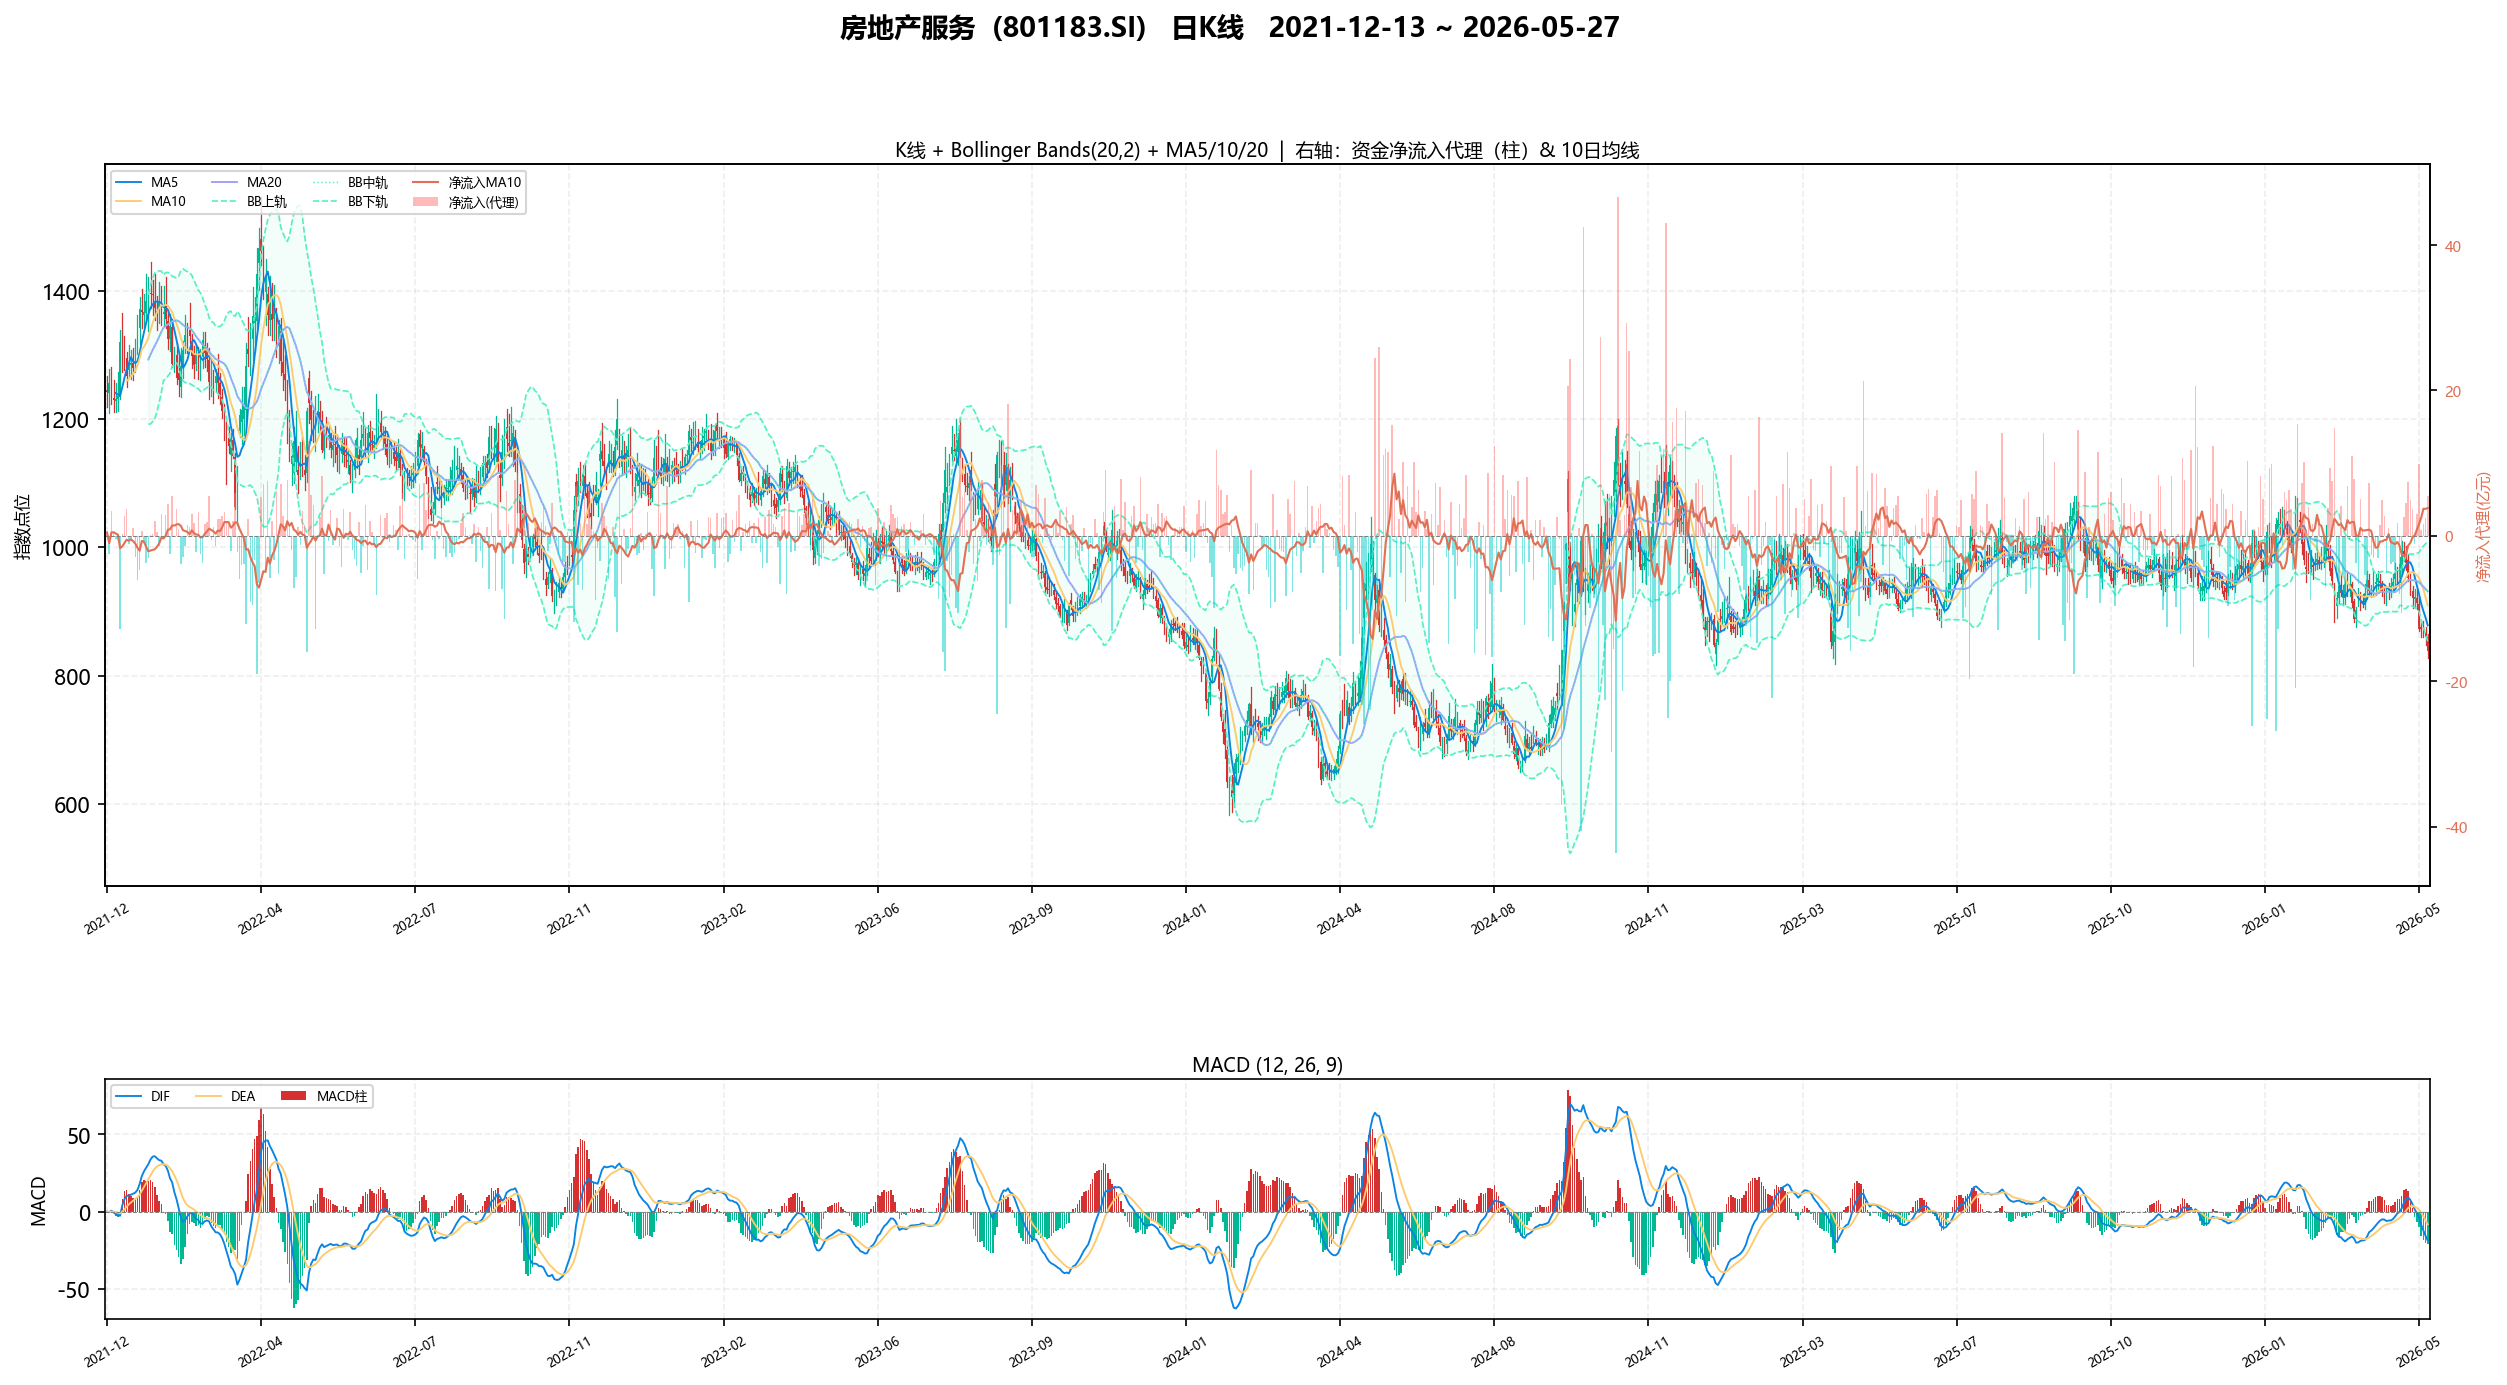 房地产服务 (801183.SI) 日K线 2021-12-13 ~ 2026-05-27
K线 + Bollinger Bands(20,2) + MA5/10/20 | 右轴：资金净流入代理（柱）& 10日均线
MA5 MA20 BB中轨 净流入MA10
MA10 BB上轨 BB下轨 净流入(代理)
指数点位
1400
1200
1000
800
600
40
20
0
-20
-40
净流入代理(亿元)
2021-12 2022-04 2022-07 2022-11 2023-02 2023-06 2023-09 2024-01 2024-04 2024-08 2024-11 2025-03 2025-07 2025-10 2026-01 2026-05
MACD (12, 26, 9)
DIF DEA MACD柱
MACD
50
0
-50
2021-12 2022-04 2022-07 2022-11 2023-02 2023-06 2023-09 2024-01 2024-04 2024-08 2024-11 2025-03 2025-07 2025-10 2026-01 2026-05